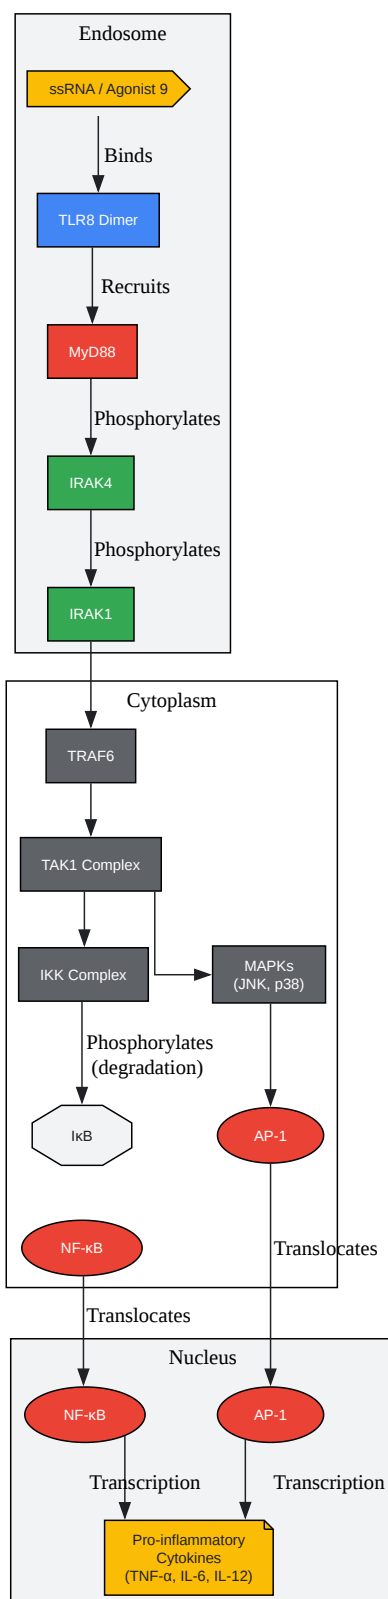 Endosome
ssRNA / Agonist 9
Binds
TLR8 Dimer
Recruits
MyD88
Phosphorylates
IRAK4
Phosphorylates
IRAK1
Cytoplasm
TRAF6
TAK1 Complex
IKK Complex
MAPKs
(JNK, p38)
Phosphorylates
(degradation)
IκB
AP-1
NF-κB
Translocates
Translocates
Nucleus
NF-κB
AP-1
Transcription
Transcription
Pro-inflammatory
Cytokines
(TNF-α, IL-6, IL-12)